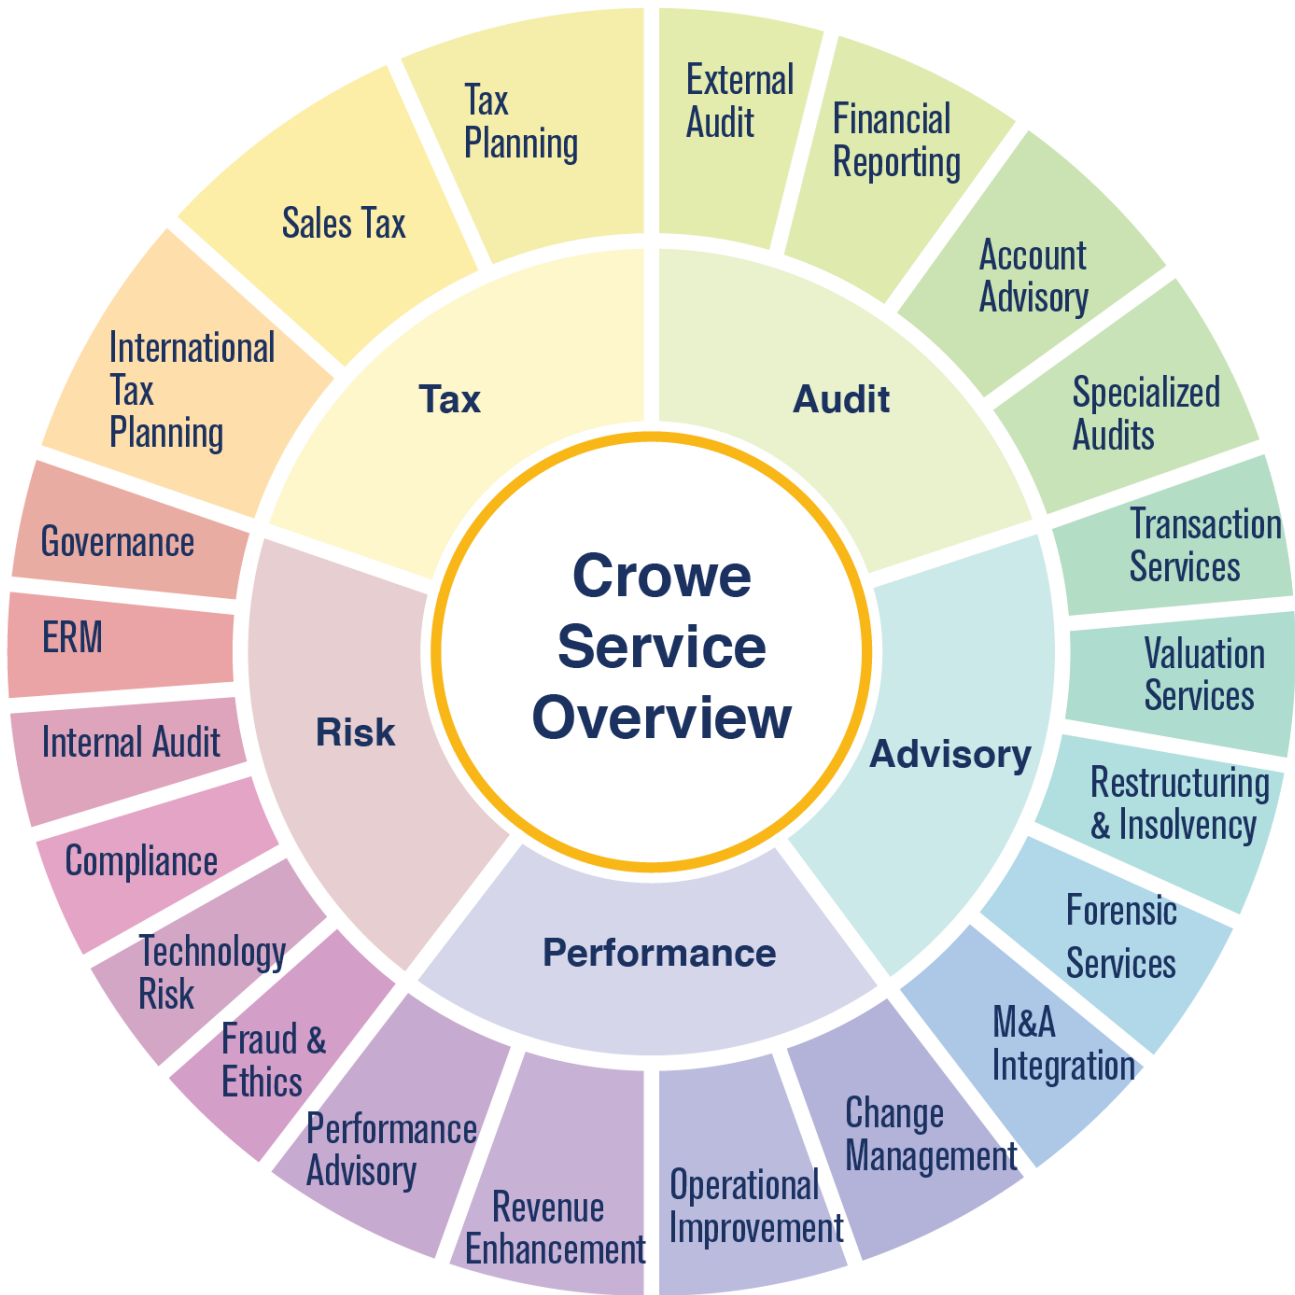 Crowe
Service
Overview
Audit
External
Audit
Financial
Reporting
Account
Advisory
Specialized
Audits
Advisory
Transaction
Services
Valuation
Services
Restructuring
& Insolvency
Forensic
Services
M&A
Integration
Performance
Change
Management
Operational
Improvement
Revenue
Enhancement
Performance
Advisory
Risk
Fraud &
Ethics
Technology
Risk
Compliance
Internal Audit
ERM
Governance
Tax
International
Tax
Planning
Sales Tax
Tax
Planning